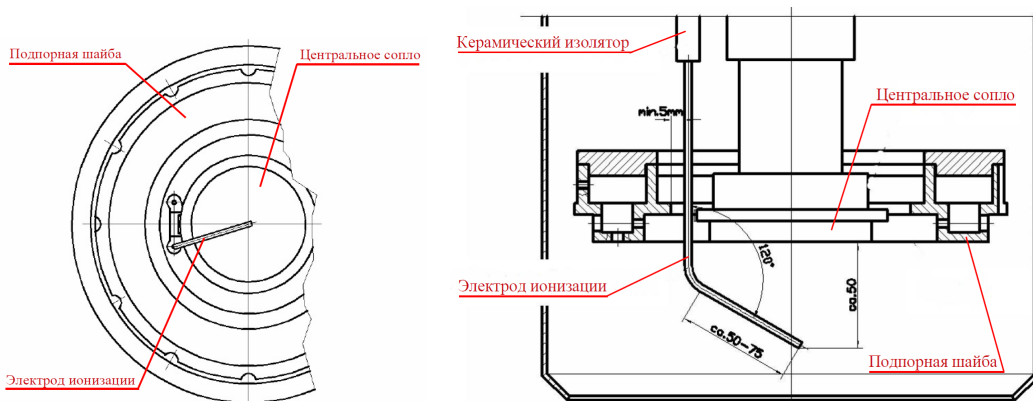 Подпорная шайба
Центральное сопло
Электрод ионизации
Керамический изолятор
Центральное сопло
min.5mm
120°
Электрод ионизации
ca.50
ca.50-75
Подпорная шайба